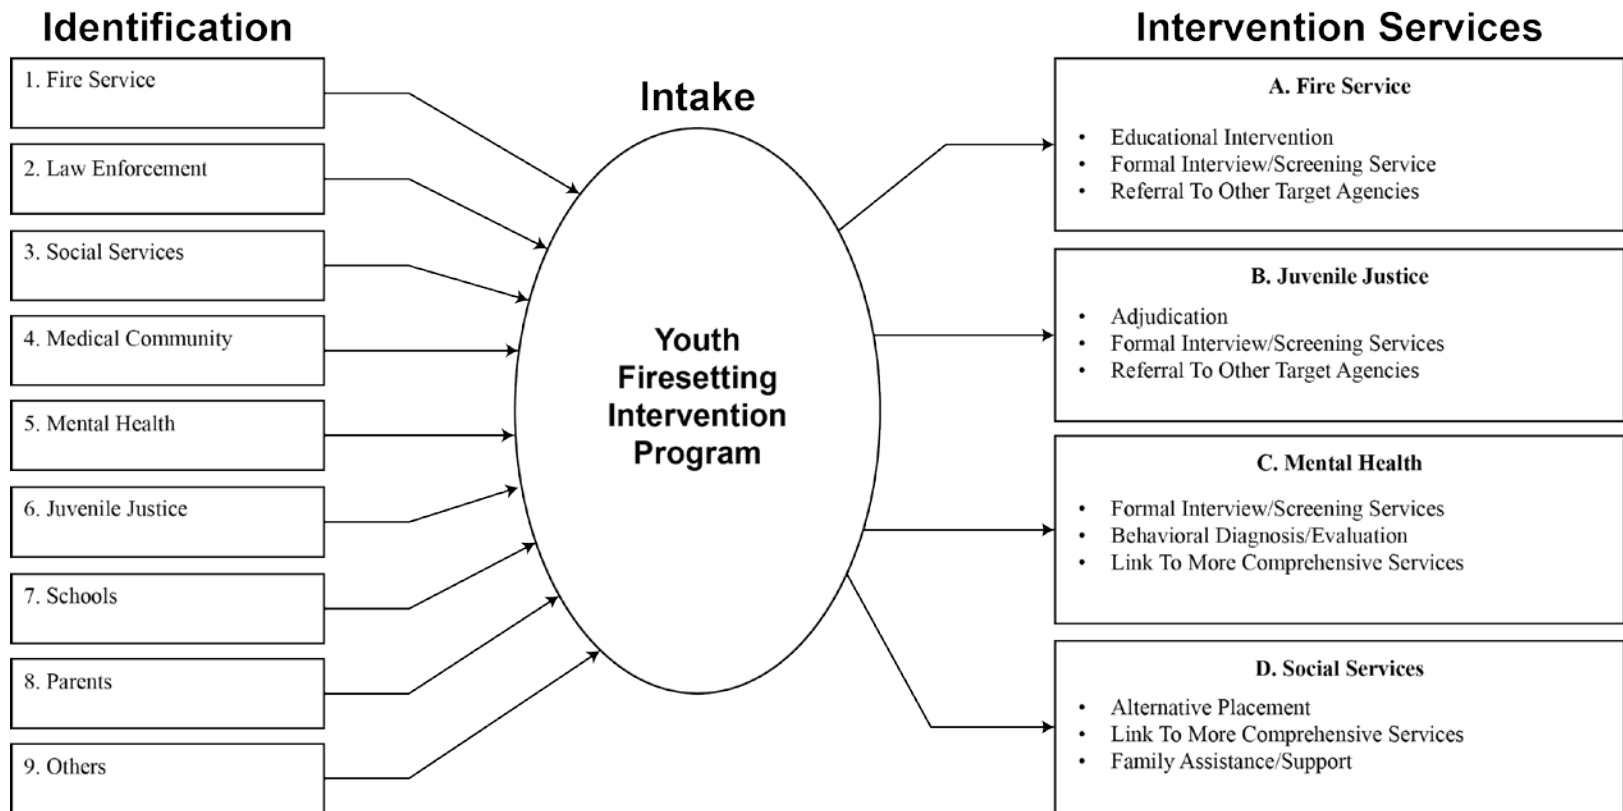 Identification
1. Fire Service
2. Law Enforcement
3. Social Services
4. Medical Community
5. Mental Health
6. Juvenile Justice
7. Schools
8. Parents
9. Others
Intake
Youth
Firesetting
Intervention
Program
Intervention Services
A. Fire Service
• Educational Intervention
• Formal Interview/Screening Service
• Referral To Other Target Agencies
B. Juvenile Justice
• Adjudication
• Formal Interview/Screening Services
• Referral To Other Target Agencies
C. Mental Health
• Formal Interview/Screening Services
• Behavioral Diagnosis/Evaluation
• Link To More Comprehensive Services
D. Social Services
• Alternative Placement
• Link To More Comprehensive Services
• Family Assistance/Support